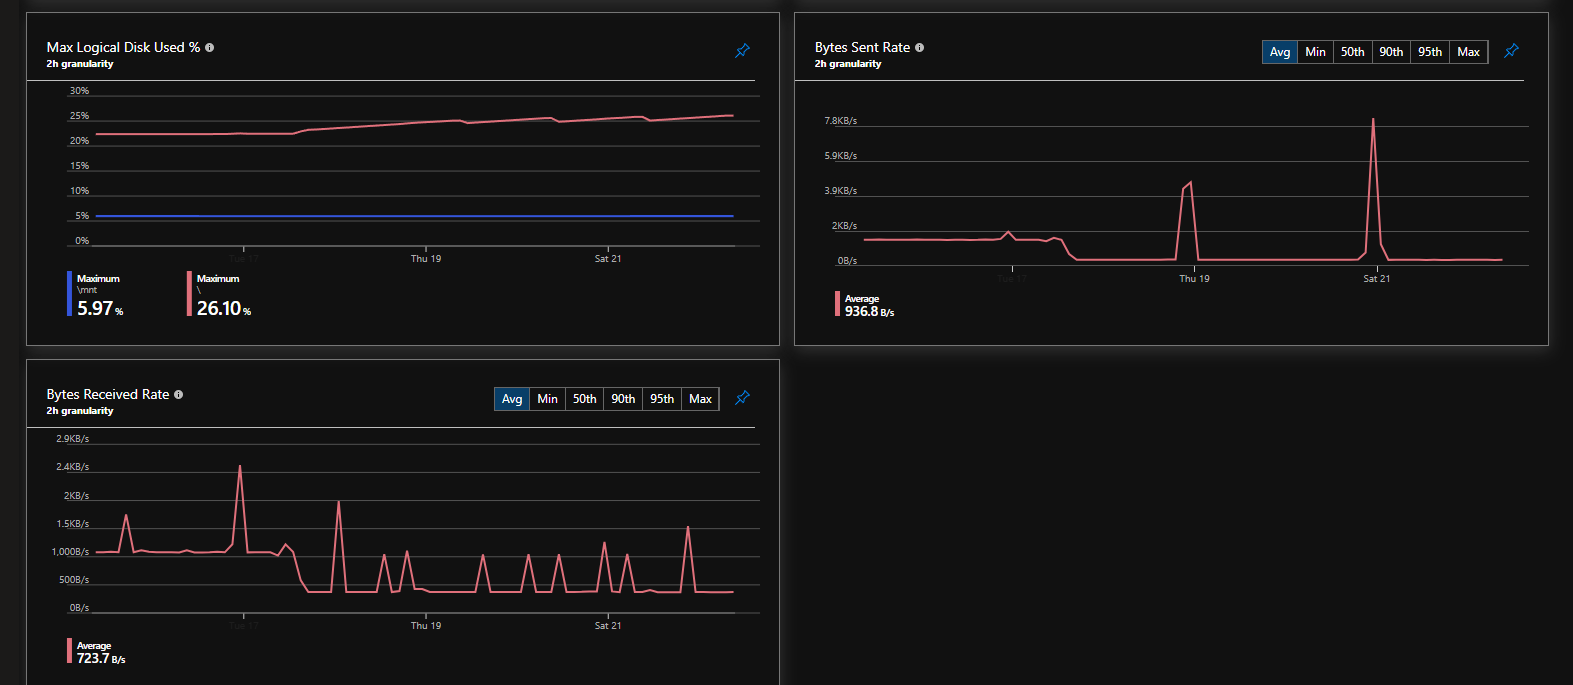 Max Logical Disk Used %
2h granularity
30%
25%
20%
15%
10%
5%
0%
Tue 17
Thu 19
Sat 21
Maximum
\mnt
5.97 %
Maximum
\
26.10 %
Bytes Sent Rate
2h granularity
Avg Min 50th 90th 95th Max
7.8KB/s
5.9KB/s
3.9KB/s
2KB/s
0B/s
Tue 17
Thu 19
Sat 21
Average
936.8 B/s
Bytes Received Rate
2h granularity
Avg Min 50th 90th 95th Max
2.9KB/s
2.4KB/s
2KB/s
1.5KB/s
1,000B/s
500B/s
0B/s
Tue 17
Thu 19
Sat 21
Average
723.7 B/s